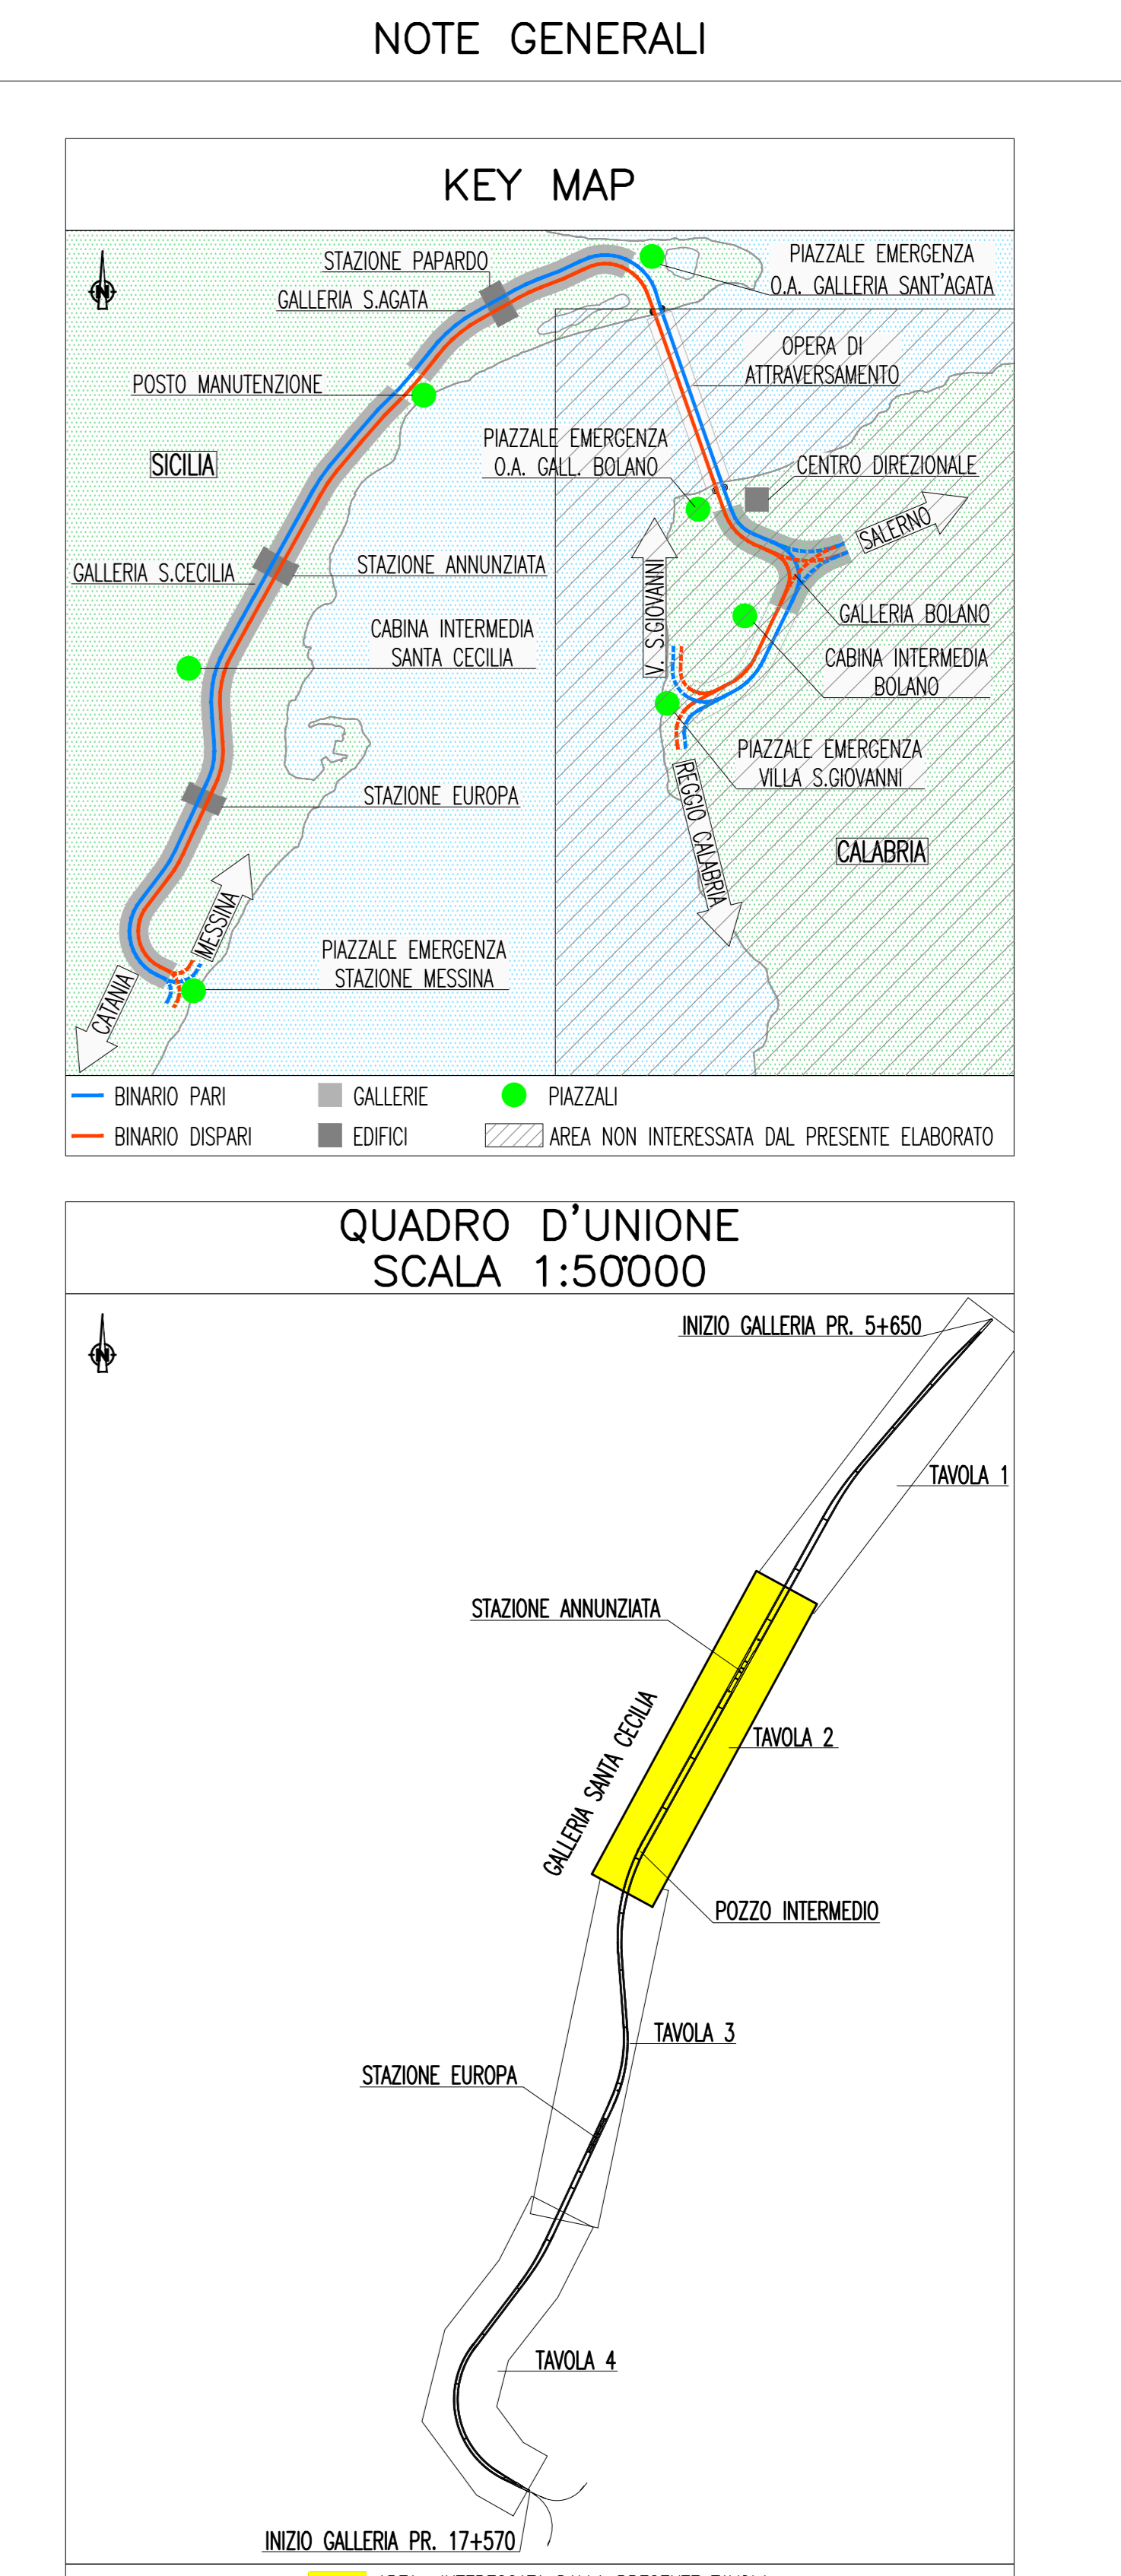 NOTE GENERALI
KEY MAP
N
STAZIONE PAPARDO
GALLERIA S.AGATA
PIAZZALE EMERGENZA
O.A. GALLERIA SANT'AGATA
OPERA DI
ATTRAVERSAMENTO
POSTO MANUTENZIONE
PIAZZALE EMERGENZA
O.A. GALL. BOLANO
CENTRO DIREZIONALE
SICILIA
SALERNO
STAZIONE ANNUNZIATA
GALLERIA S.CECILIA
V. S.GIOVANNI
GALLERIA BOLANO
CABINA INTERMEDIA
SANTA CECILIA
CABINA INTERMEDIA
BOLANO
PIAZZALE EMERGENZA
VILLA S.GIOVANNI
STAZIONE EUROPA
REGGIO CALABRIA
CALABRIA
MESSINA
PIAZZALE EMERGENZA
STAZIONE MESSINA
CATANIA
BINARIO PARI
GALLERIE
PIAZZALI
BINARIO DISPARI
EDIFICI
AREA NON INTERESSATA DAL PRESENTE ELABORATO
QUADRO D'UNIONE
SCALA 1:50'000
N
INIZIO GALLERIA PR. 5+650
TAVOLA 1
STAZIONE ANNUNZIATA
GALLERIA SANTA CECILIA
TAVOLA 2
POZZO INTERMEDIO
TAVOLA 3
STAZIONE EUROPA
TAVOLA 4
INIZIO GALLERIA PR. 17+570